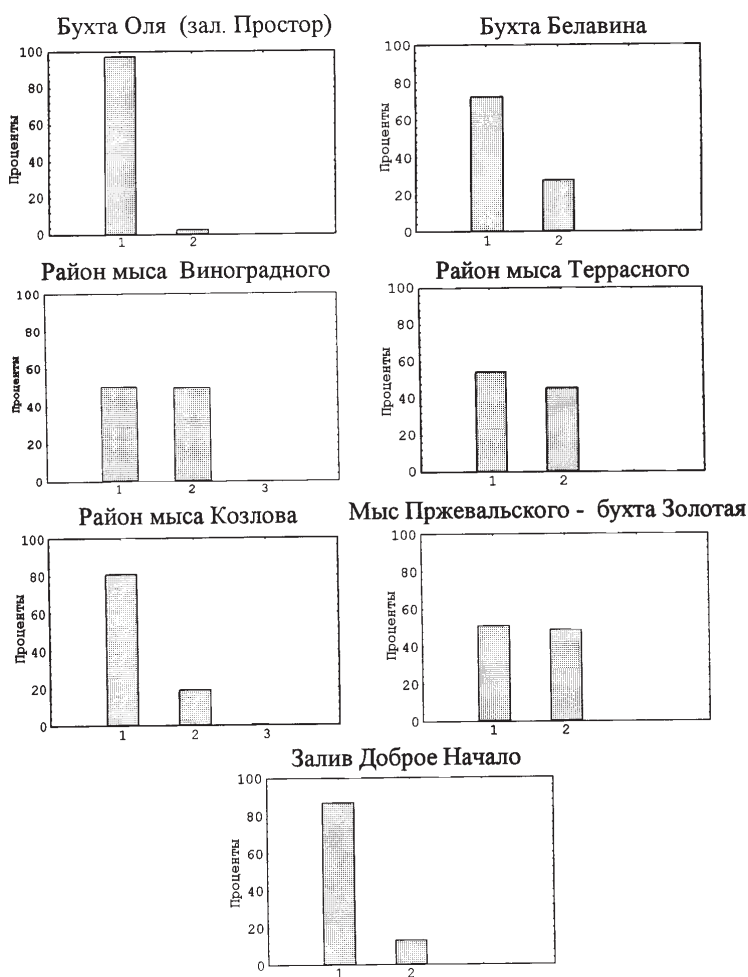 Бухта Оля (зал. Простор)
100
80
60
40
20
0
Проценты
1 2
Бухта Белавина
100
80
60
40
20
0
Проценты
1 2
Район мыса Виноградного
100
80
60
40
20
0
Проценты
1 2 3
Район мыса Террасного
100
80
60
40
20
0
Проценты
1 2
Район мыса Козлова
100
80
60
40
20
0
Проценты
1 2 3
Мыс Пржевальского - бухта Золотая
100
80
60
40
20
0
Проценты
1 2
Залив Доброе Начало
100
80
60
40
20
0
Проценты
1 2